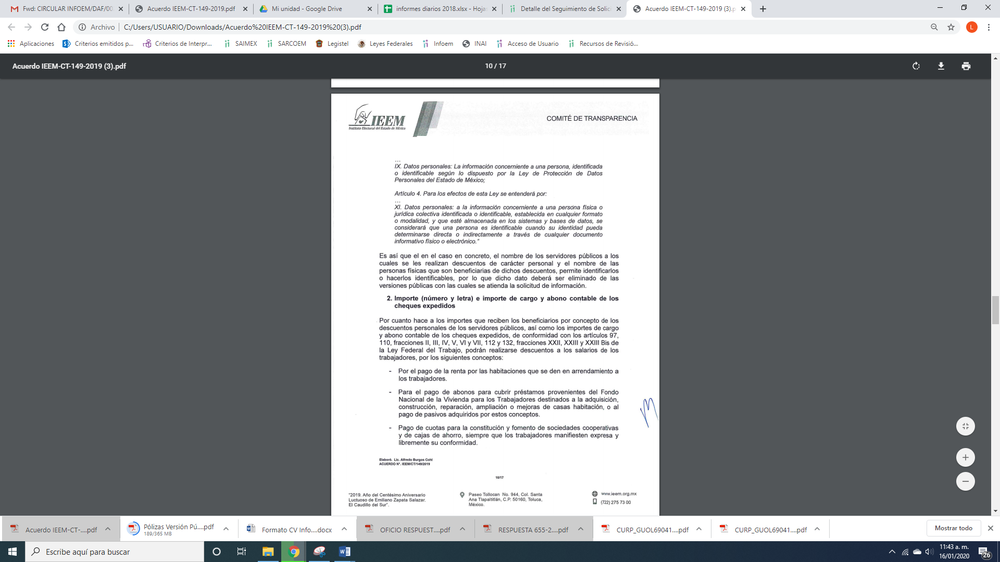 Fwd: CIRCULAR INFOEM/DAF/00
Acuerdo IEEM-CT-149-2019.pdf
Mi unidad - Google Drive
informes diarios 2018.xlsx - Hoja
Detalle del Seguimiento de Solici
Acuerdo IEEM-CT-149-2019 (3).p
Archivo
C:/Users/USUARIO/Downloads/Acuerdo%20IEEM-CT-149-2019%20(3).pdf
L
Aplicaciones
Criterios emitidos p...
Criterios de Interpr...
SAIMEX
SARCOEM
Legistel
Leyes Federales
Infoem
INAI
Acceso de Usuario
Recursos de Revisió...
Acuerdo IEEM-CT-149-2019 (3).pdf
10 / 17
IEEM
Instituto Electoral del Estado de México
COMITÉ DE TRANSPARENCIA
...
IX. Datos personales: La información concerniente a una persona, identificada
o identificable según lo dispuesto por la Ley de Protección de Datos
Personales del Estado de México;
Artículo 4. Para los efectos de esta Ley se entenderá por:
...
XI. Datos personales: a la información concerniente a una persona física o
jurídica colectiva identificada o identificable, establecida en cualquier formato
o modalidad, y que esté almacenada en los sistemas y bases de datos, se
considerará que una persona es identificable cuando su identidad pueda
determinarse directa o indirectamente a través de cualquier documento
informativo físico o electrónico."
Es así que el en el caso en concreto, el nombre de los servidores públicos a los
cuales se les realizan descuentos de carácter personal y el nombre de las
personas físicas que son beneficiarias de dichos descuentos, permite identificarlos
o hacerlos identificables, por lo que dicho dato deberá ser eliminado de las
versiones públicas con las cuales se atienda la solicitud de información.
2. Importe (número y letra) e importe de cargo y abono contable de los
cheques expedidos
Por cuanto hace a los importes que reciben los beneficiarios por concepto de los
descuentos personales de los servidores públicos, así como los importes de cargo
y abono contable de los cheques expedidos, de conformidad con los artículos 97,
110, fracciones II, III, IV, V, VI y VII, 112 y 132, fracciones XXII, XXIII y XXIII Bis de
la Ley Federal del Trabajo, podrán realizarse descuentos a los salarios de los
trabajadores, por los siguientes conceptos:
- Por el pago de la renta por las habitaciones que se den en arrendamiento a
los trabajadores.
- Para el pago de abonos para cubrir préstamos provenientes del Fondo
Nacional de la Vivienda para los Trabajadores destinados a la adquisición,
construcción, reparación, ampliación o mejoras de casas habitación, o al
pago de pasivos adquiridos por estos conceptos.
- Pago de cuotas para la constitución y fomento de sociedades cooperativas
y de cajas de ahorro, siempre que los trabajadores manifiesten expresa y
libremente su conformidad.
Elaboró. Lic. Alfredo Burgos Cohl
ACUERDO N°. IEEM/CT/149/2019
10/17
"2019. Año del Centésimo Aniversario
Luctuoso de Emiliano Zapata Salazar.
El Caudillo del Sur".
Paseo Tollocan No. 944, Col. Santa
Ana Tlapaltitlán, C.P. 50160, Toluca,
México.
www.ieem.org.mx
(722) 275 73 00
Acuerdo IEEM-CT-....pdf
Pólizas Versión Pú....pdf
189/365 MB
Formato CV Info....docx
OFICIO RESPUEST....pdf
RESPUESTA 655-2....pdf
CURP_GUOL69041....pdf
CURP_GUOL69041....pdf
Mostrar todo
Escribe aquí para buscar
11:43 a. m.
16/01/2020
26